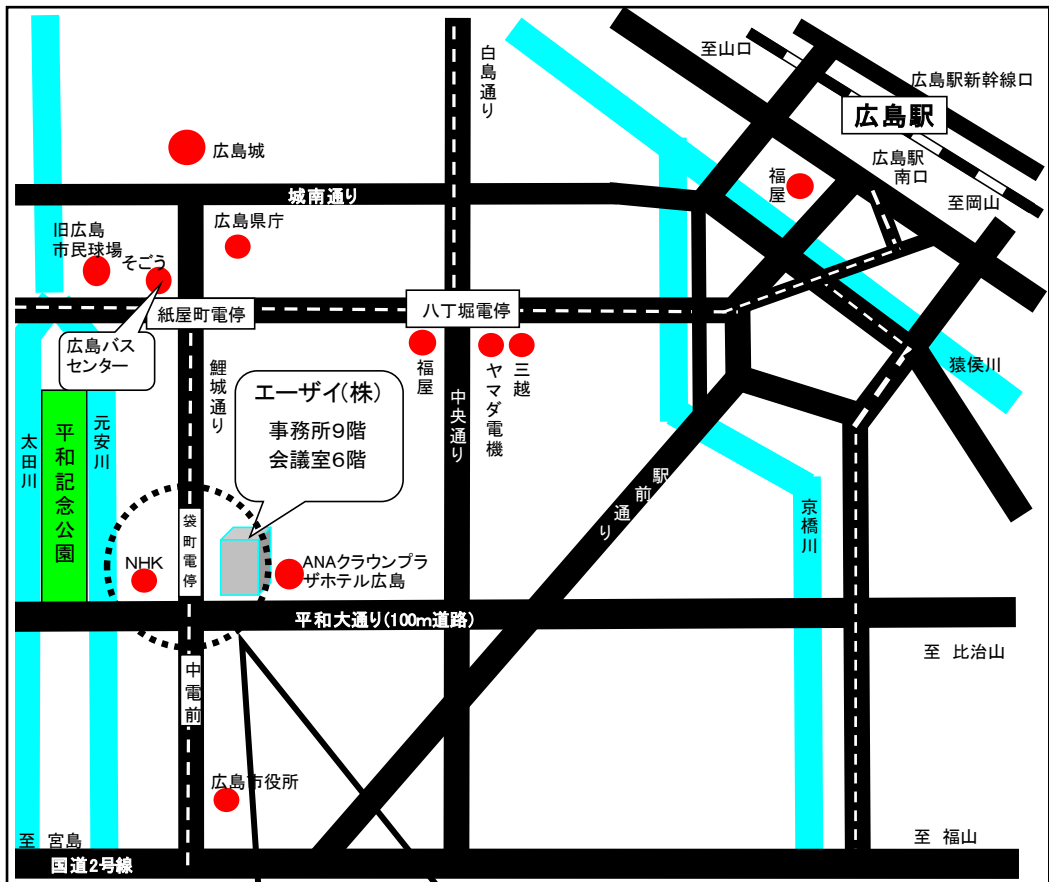 白島通り
至山口
広島駅新幹線口
広島駅
広島駅
南口
福屋
至岡山
広島城
城南通り
広島県庁
旧広島
市民球場
そごう
紙屋町電停
八丁堀電停
広島バス
センター
鯉城通り
福屋
ヤマダ電機
三越
猿侯川
エーザイ(株)
事務所9階
会議室6階
中央通り
太田川
平和記念公園
元安川
駅前通り
京橋川
袋町電停
NHK
ANAクラウンプラ
ザホテル広島
平和大通り(100m道路)
至 比治山
中電前
広島市役所
至 宮島
至 福山
国道2号線